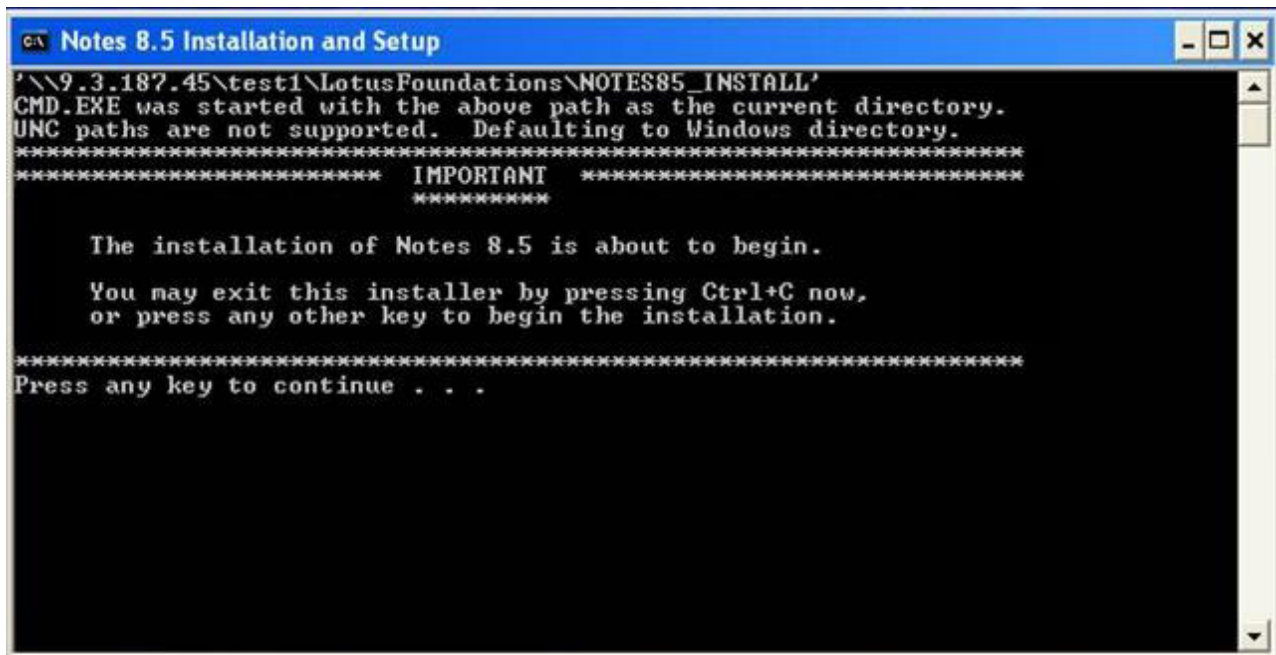 Notes 8.5 Installation and Setup
'\\9.3.187.45\test1\LotusFoundations\NOTES85_INSTALL'
CMD.EXE was started with the above path as the current directory.
UNC paths are not supported.  Defaulting to Windows directory.
******************************************************************
************************  IMPORTANT  *****************************
*********
The installation of Notes 8.5 is about to begin.
You may exit this installer by pressing Ctrl+C now,
or press any other key to begin the installation.
******************************************************************
Press any key to continue . . .